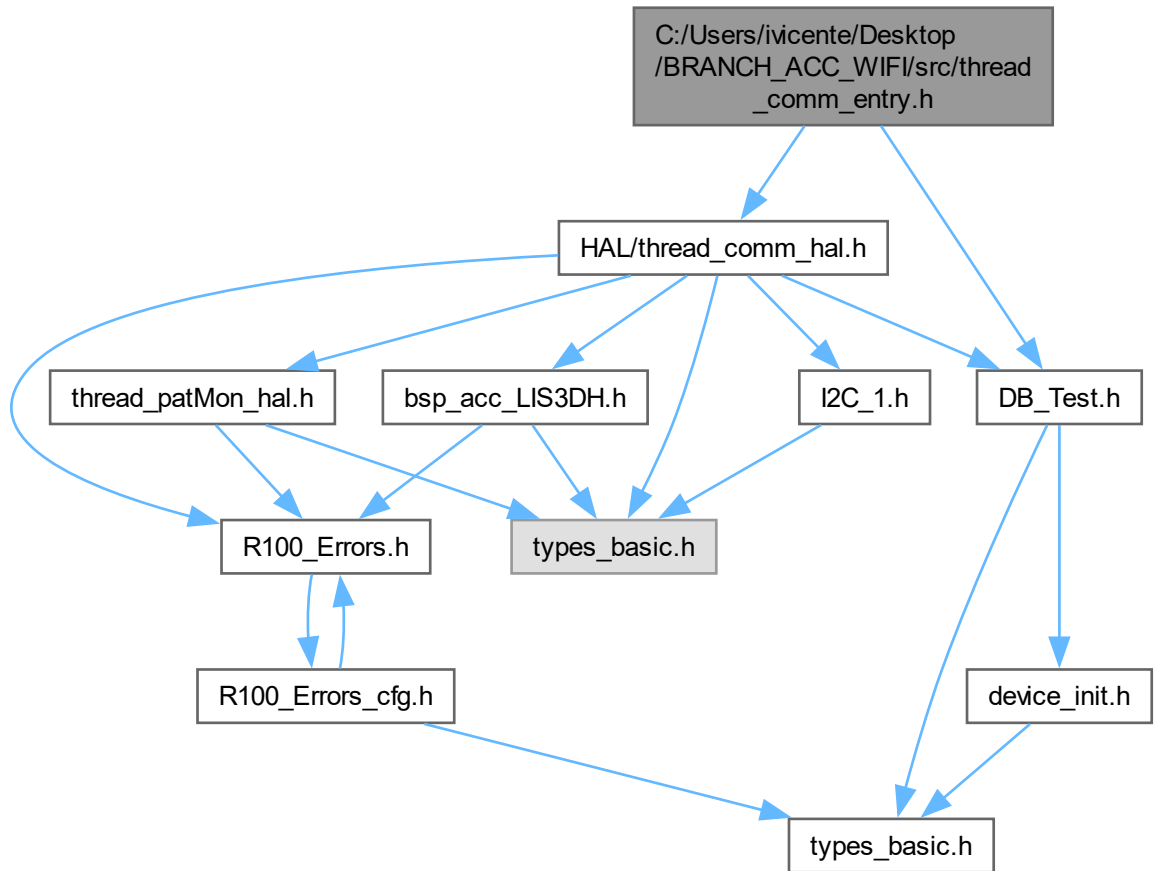 C:/Users/ivicente/Desktop
/BRANCH_ACC_WIFI/src/thread
_comm_entry.h
HAL/thread_comm_hal.h
thread_patMon_hal.h
bsp_acc_LIS3DH.h
I2C_1.h
DB_Test.h
R100_Errors.h
types_basic.h
R100_Errors_cfg.h
device_init.h
types_basic.h